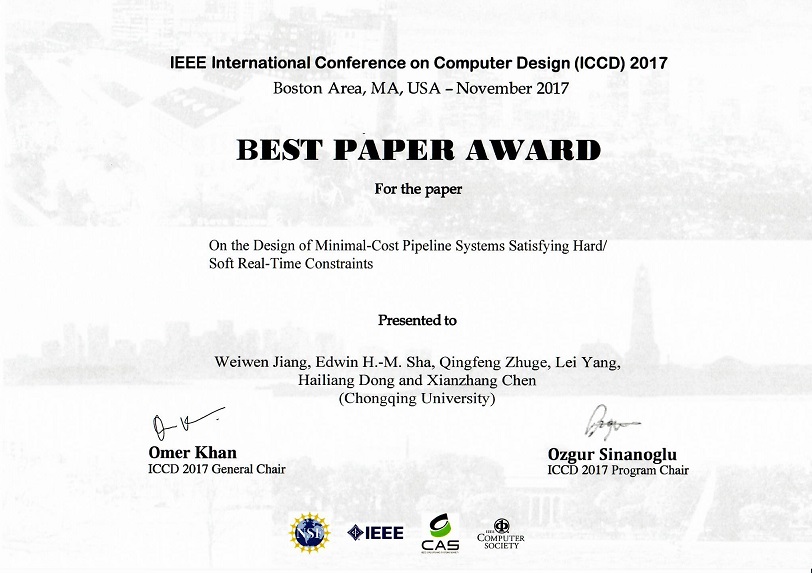 IEEE International Conference on Computer Design (ICCD) 2017
Boston Area, MA, USA – November 2017
BEST PAPER AWARD
For the paper
On the Design of Minimal-Cost Pipeline Systems Satisfying Hard/
Soft Real-Time Constraints
Presented to
Weiwen Jiang, Edwin H.-M. Sha, Qingfeng Zhuge, Lei Yang,
Hailiang Dong and Xianzhang Chen
(Chongqing University)
Omer Khan
ICCD 2017 General Chair
Ozgur Sinanoglu
ICCD 2017 Program Chair
NSF
IEEE
CAS
IEEE
COMPUTER
SOCIETY